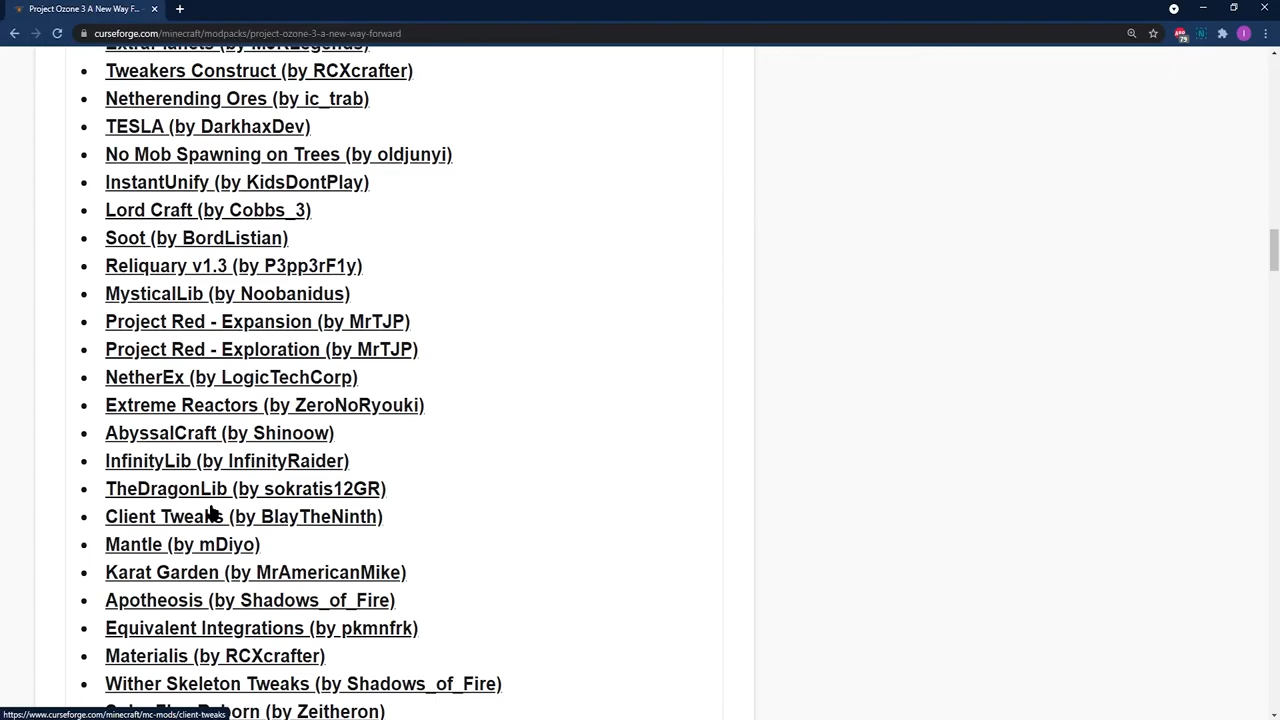 Project Ozone 3 A New Way F...
curseforge.com/minecraft/modpacks/project-ozone-3-a-new-way-forward
ExtraPlanets (by MJRLegends)
Tweakers Construct (by RCXcrafter)
Netherending Ores (by ic_trab)
TESLA (by DarkhaxDev)
No Mob Spawning on Trees (by oldjunyi)
InstantUnify (by KidsDontPlay)
Lord Craft (by Cobbs_3)
Soot (by BordListian)
Reliquary v1.3 (by P3pp3rF1y)
MysticalLib (by Noobanidus)
Project Red - Expansion (by MrTJP)
Project Red - Exploration (by MrTJP)
NetherEx (by LogicTechCorp)
Extreme Reactors (by ZeroNoRyouki)
AbyssalCraft (by Shinoow)
InfinityLib (by InfinityRaider)
TheDragonLib (by sokratis12GR)
Client Tweaks (by BlayTheNinth)
Mantle (by mDiyo)
Karat Garden (by MrAmericanMike)
Apotheosis (by Shadows_of_Fire)
Equivalent Integrations (by pkmnfrk)
Materialis (by RCXcrafter)
Wither Skeleton Tweaks (by Shadows_of_Fire)
(by Zeitheron)
https://www.curseforge.com/minecraft/mc-mods/client-tweaks